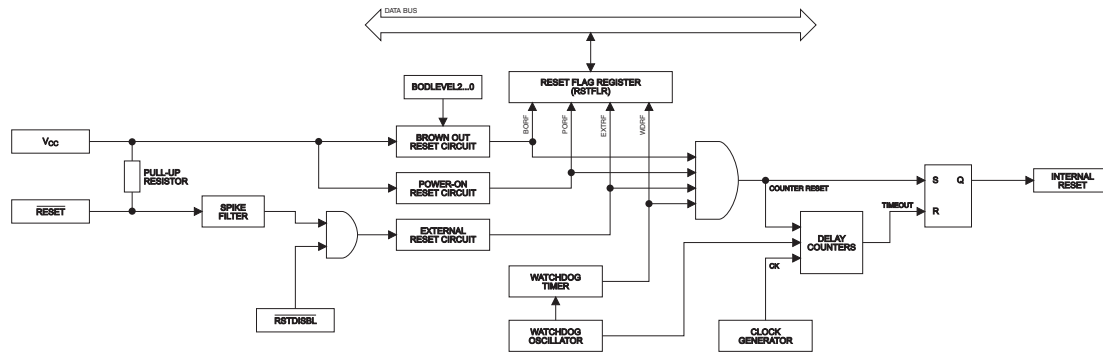 DATA BUS
RESET FLAG REGISTER
(RSTFLR)
BODLEVEL2...0
BORF
PORF
EXTRF
WDRF
VCC
BROWN OUT
RESET CIRCUIT
PULL-UP
RESISTOR
POWER-ON
RESET CIRCUIT
S
Q
INTERNAL
RESET
COUNTER RESET
RESET
SPIKE
FILTER
TIMEOUT
R
EXTERNAL
RESET CIRCUIT
DELAY
COUNTERS
CK
WATCHDOG
TIMER
RSTDISBL
WATCHDOG
OSCILLATOR
CLOCK
GENERATOR